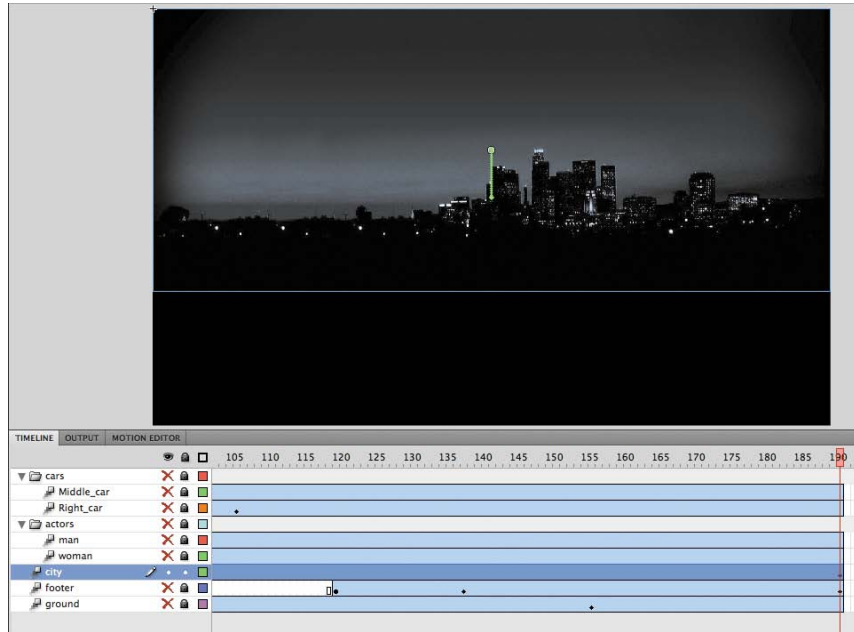 TIMELINE OUTPUT MOTION EDITOR
105 110 115 120 125 130 135 140 145 150 155 160 165 170 175 180 185 190
cars
Middle_car
Right_car
actors
man
woman
city
footer
ground